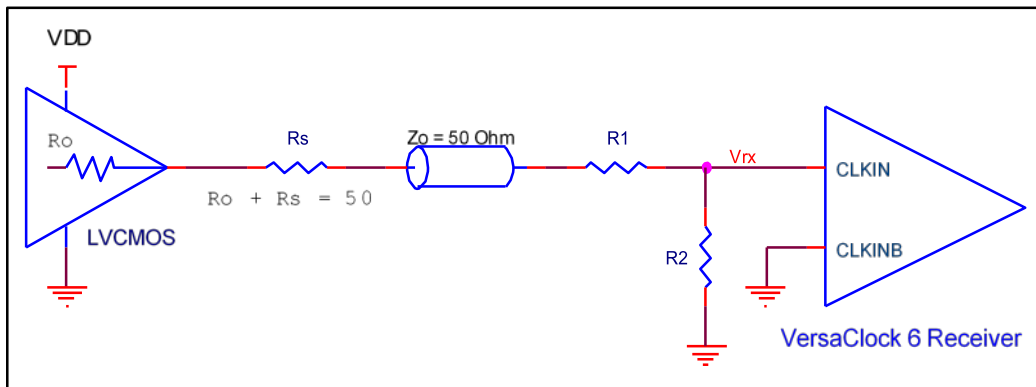 VDD
Ro
Rs
Zo = 50 Ohm
R1
Vrx
CLKIN
Ro + Rs = 50
LVCMOS
R2
CLKINB
VersaClock 6 Receiver